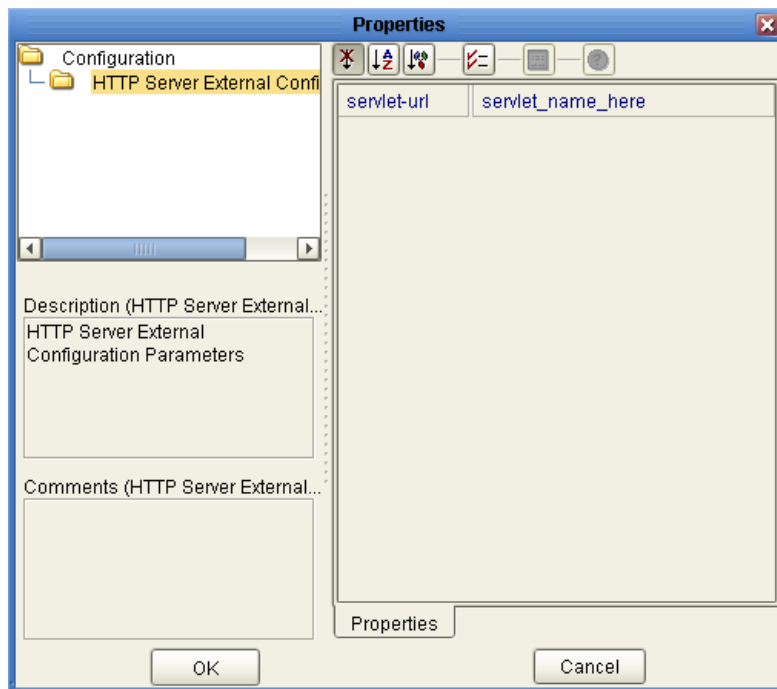 Properties
Configuration
HTTP Server External Confi
servlet-url servlet_name_here
Description (HTTP Server External...
HTTP Server External
Configuration Parameters
Comments (HTTP Server External...
Properties
OK
Cancel